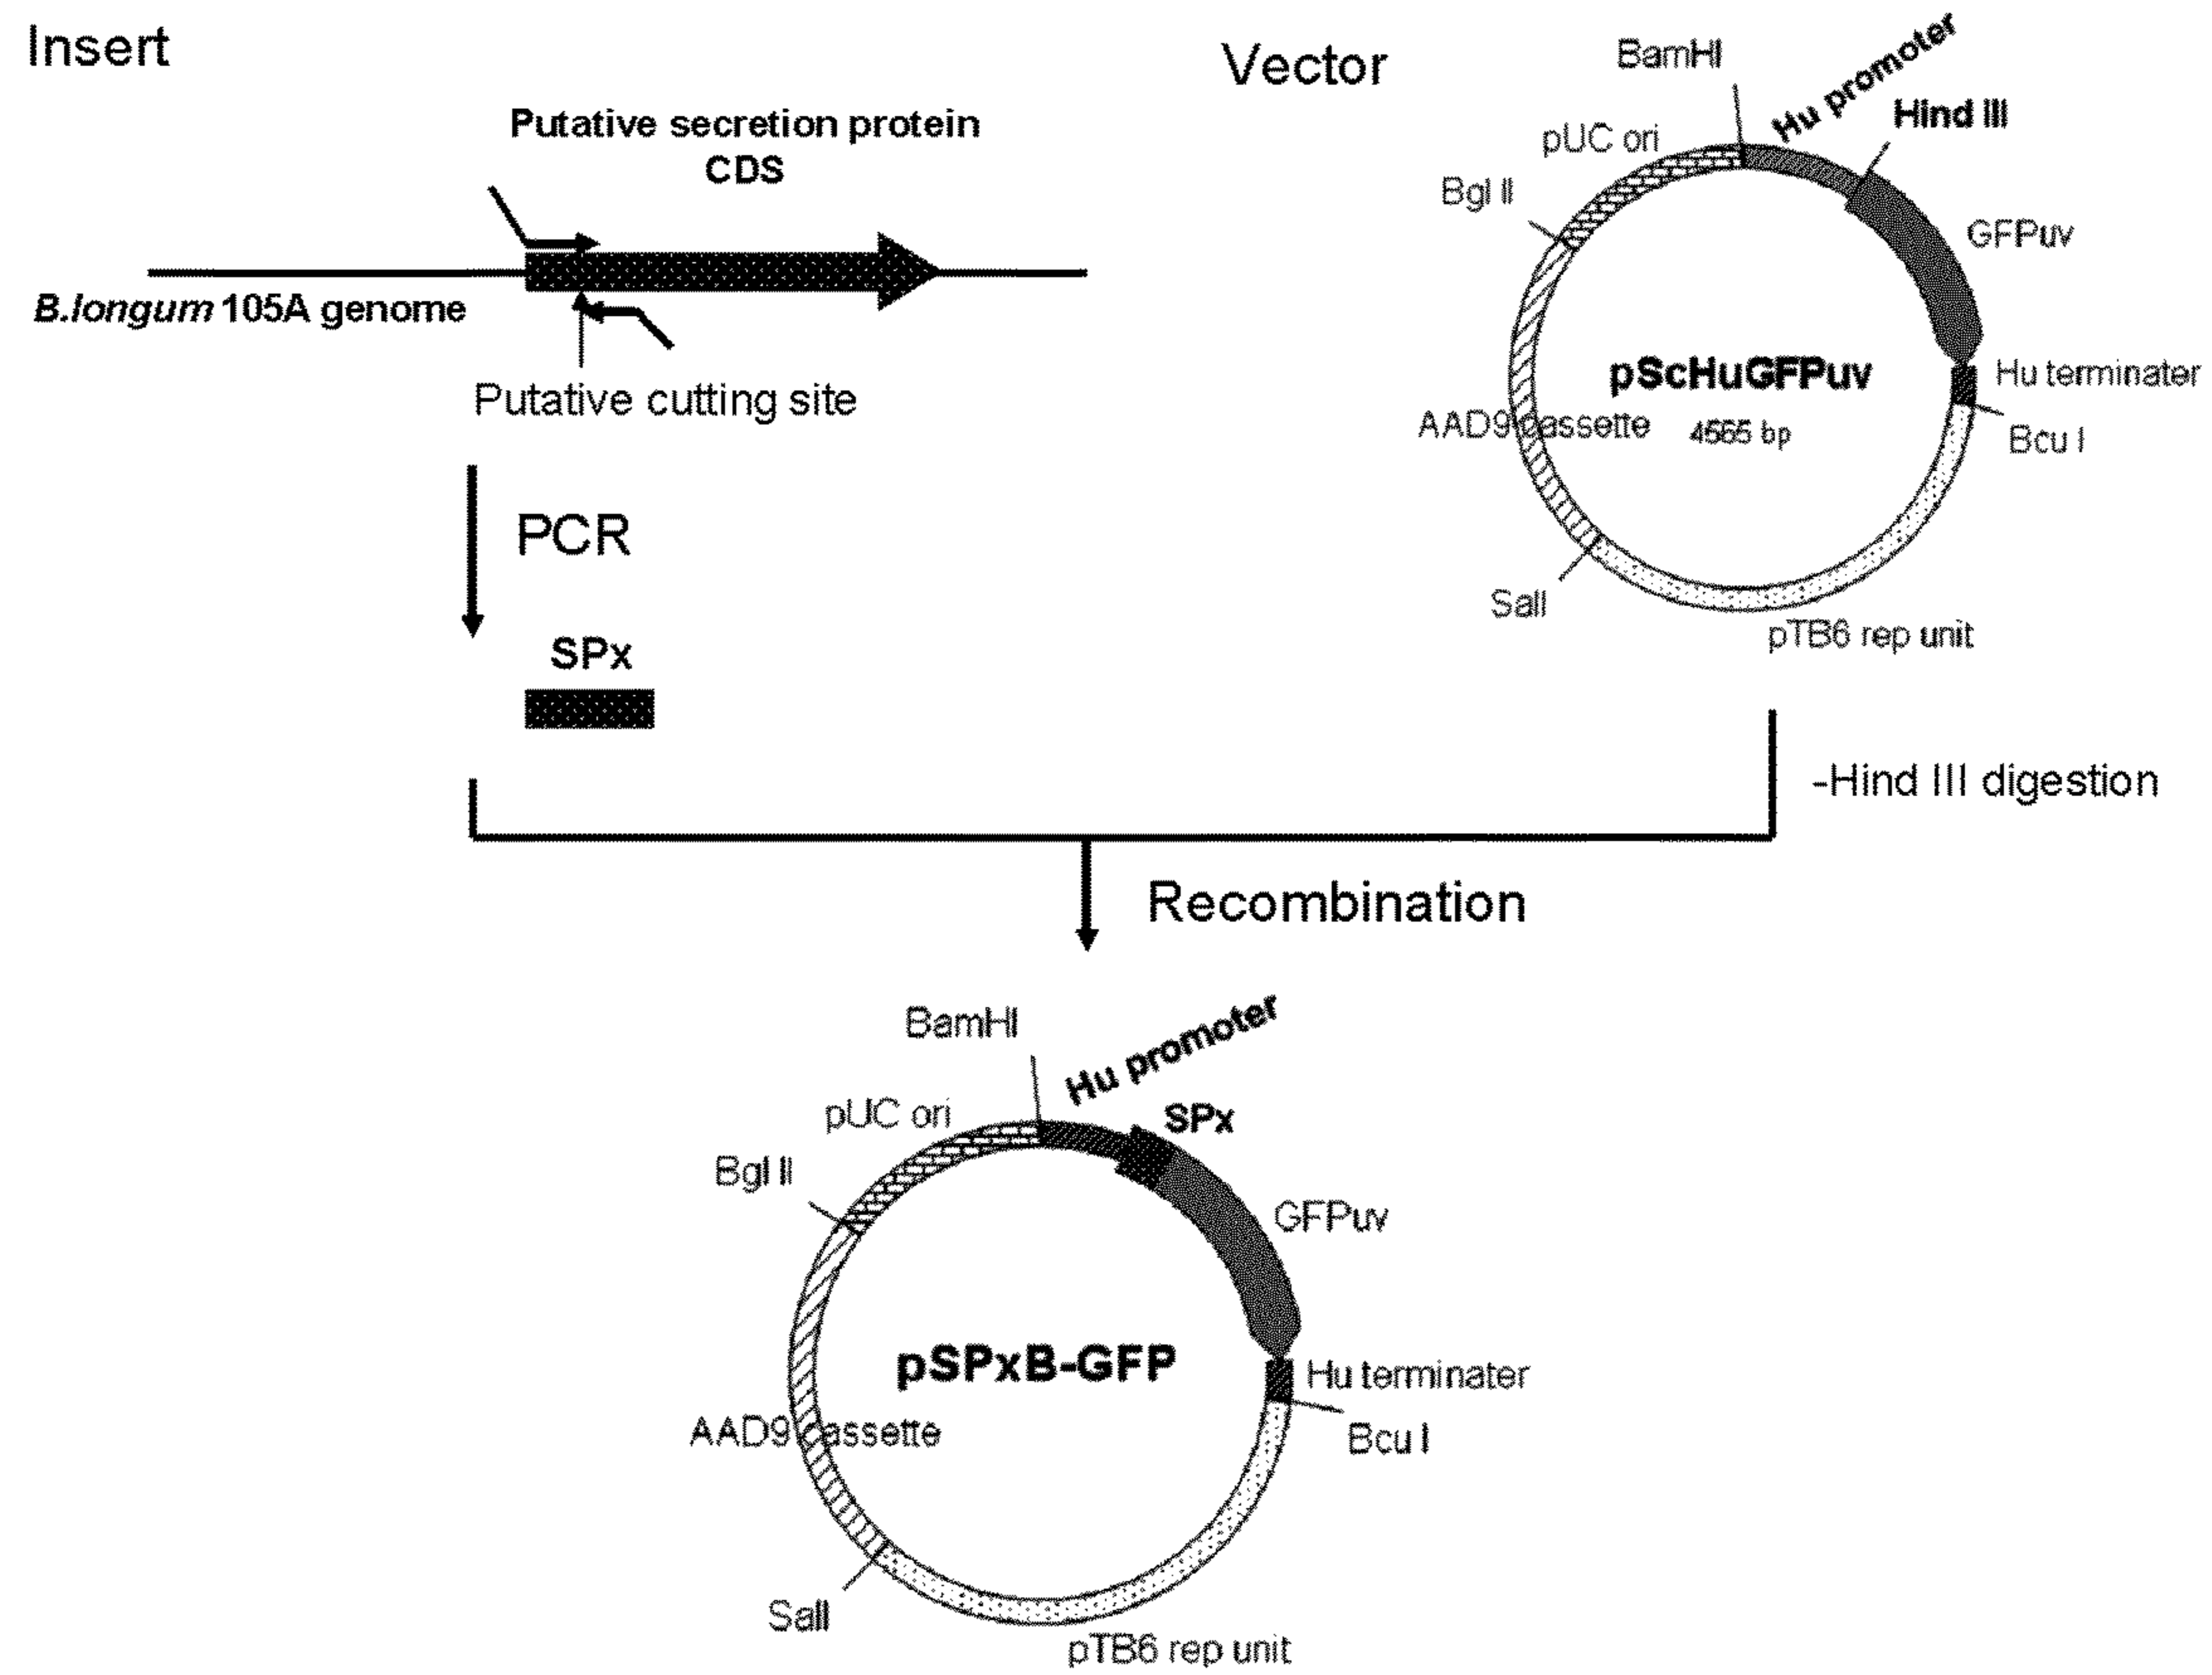 Insert
Putative secretion protein
CDS
B.longum 105A genome
Putative cutting site
PCR
SPx
Vector
BamHI
Hu promoter
Hind III
pUC ori
Bgl II
GFPuv
pScHuGFPuv
4565 bp
Hu terminater
AAD9 cassette
Bcu I
SalI
pTB6 rep unit
-Hind III digestion
Recombination
BamHI
Hu promoter
SPx
pUC ori
Bgl II
GFPuv
pSPxB-GFP
Hu terminater
AAD9 cassette
Bcu I
SalI
pTB6 rep unit